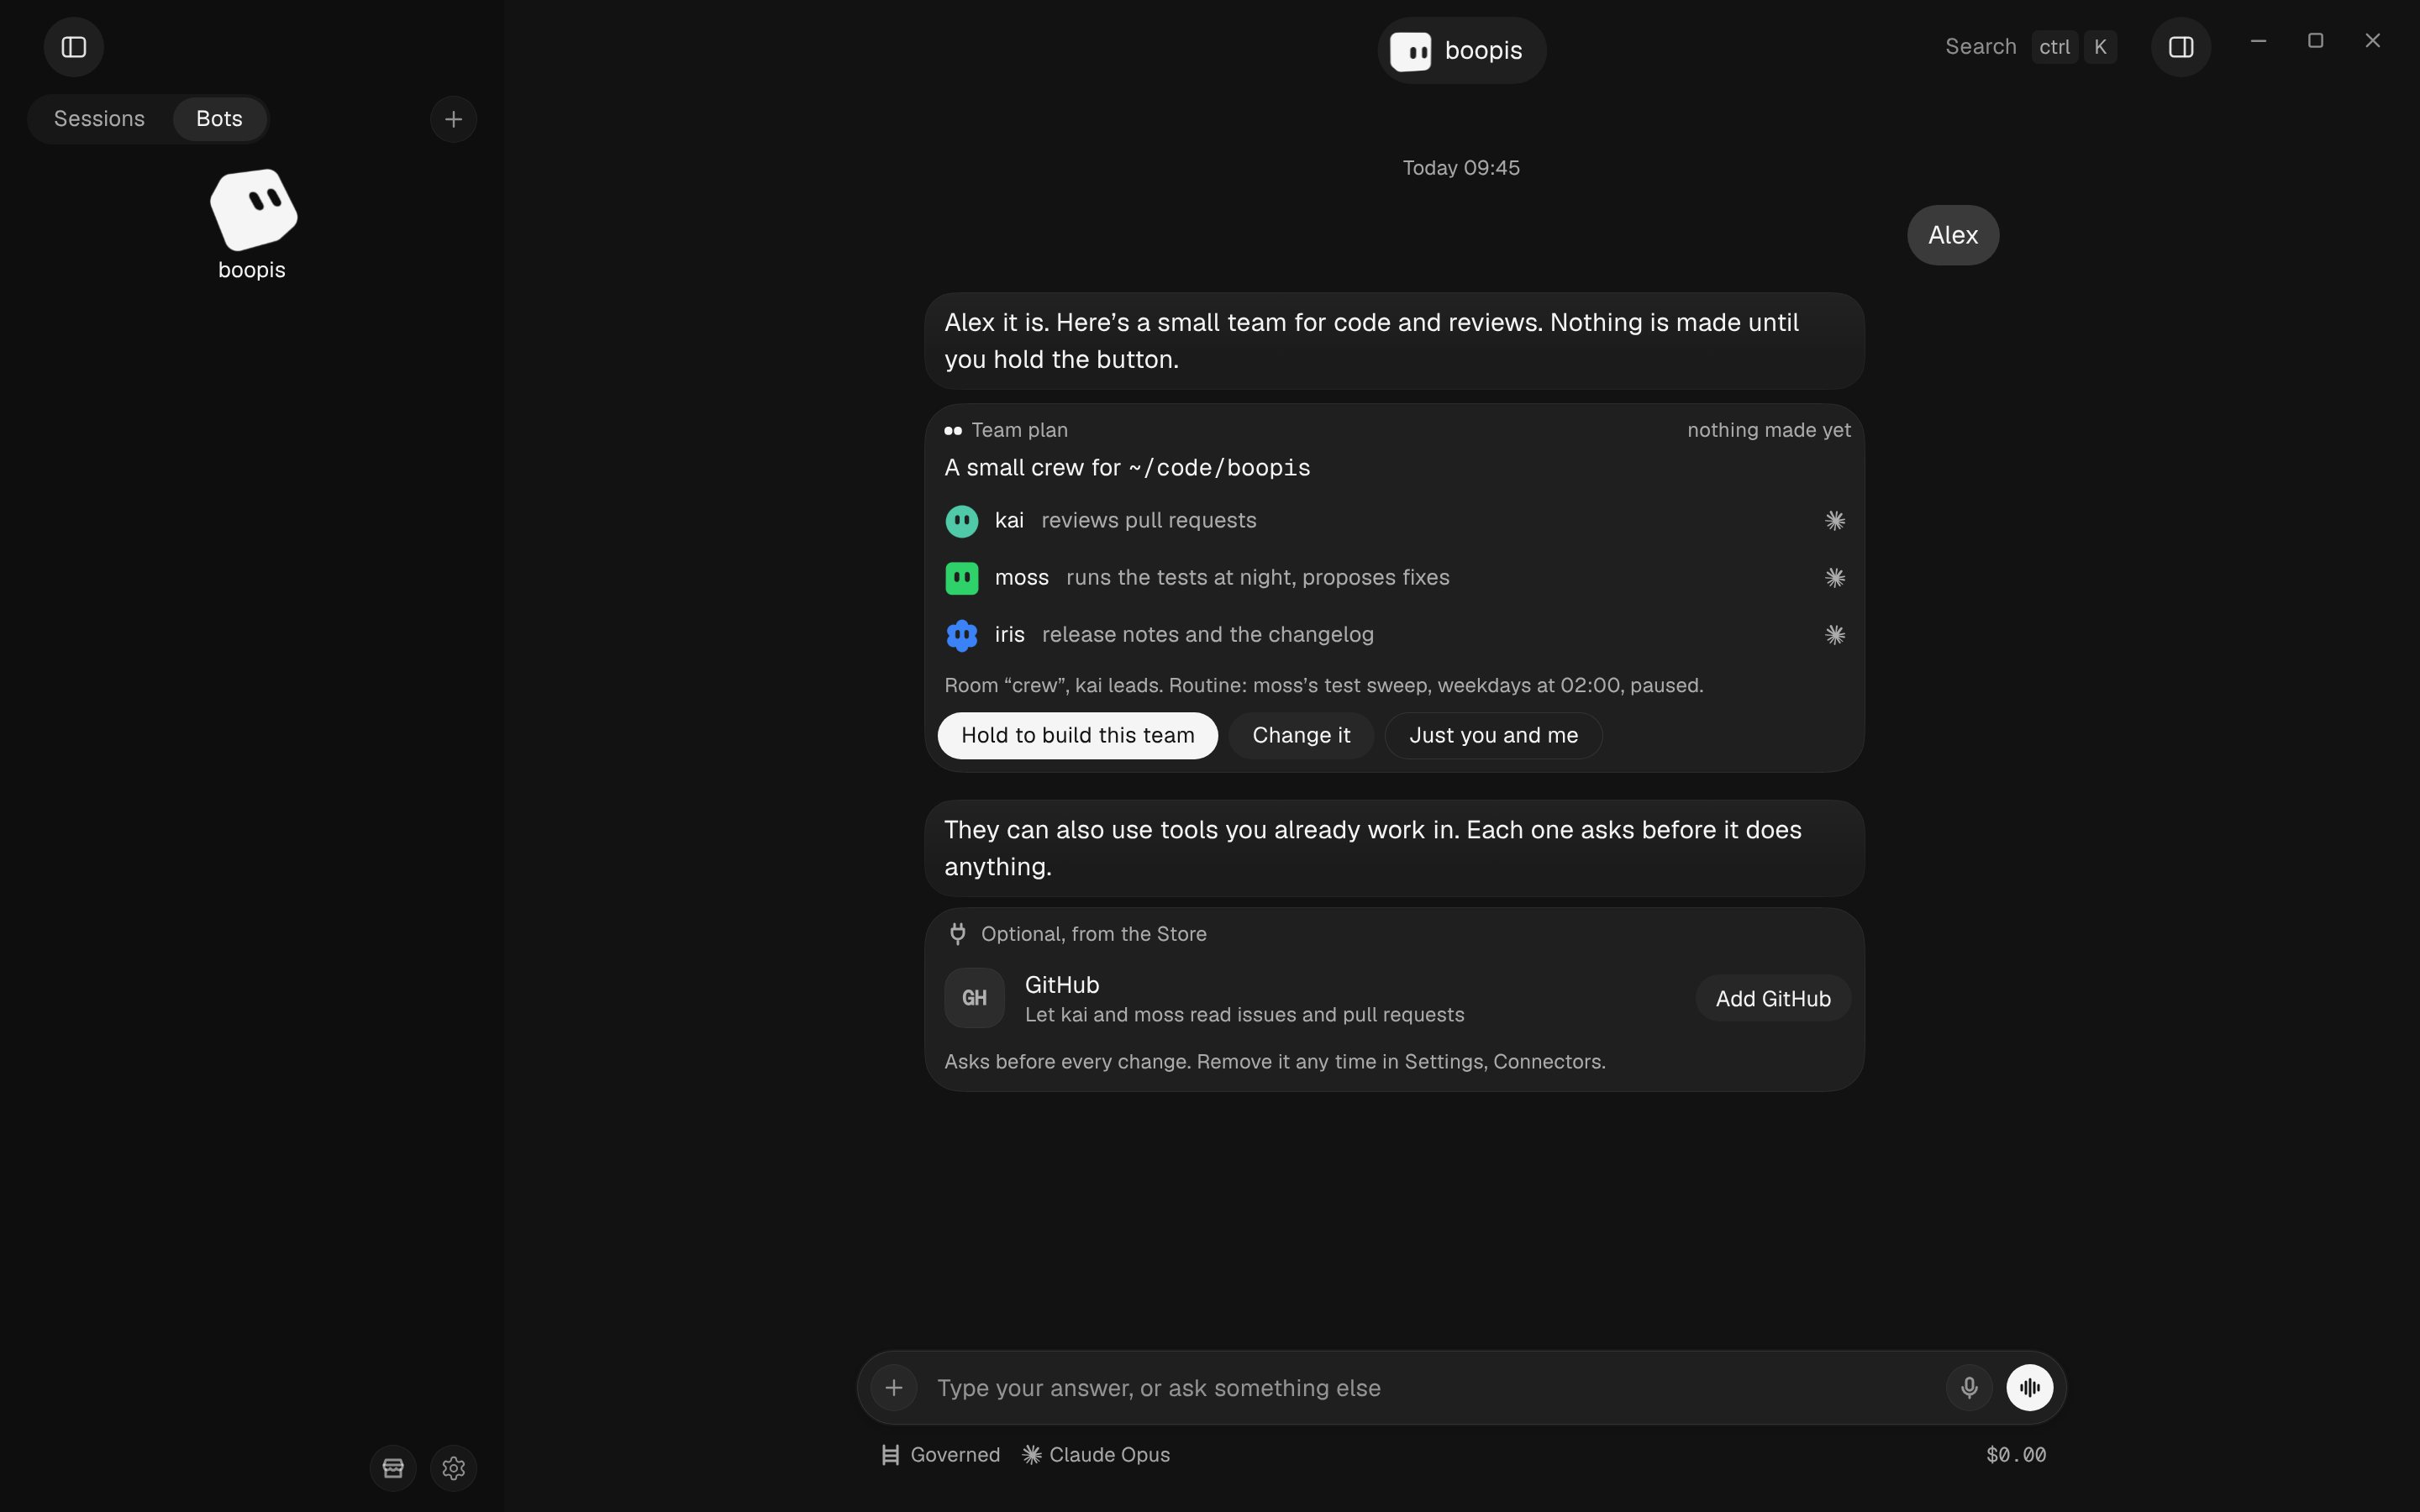 boopis
Search ctrl K
Sessions Bots
boopis
Today 09:45
Alex
Alex it is. Here’s a small team for code and reviews. Nothing is made until
you hold the button.
Team plan nothing made yet
A small crew for ~/code/boopis
kai reviews pull requests
moss runs the tests at night, proposes fixes
iris release notes and the changelog
Room “crew”, kai leads. Routine: moss’s test sweep, weekdays at 02:00, paused.
Hold to build this team Change it Just you and me
They can also use tools you already work in. Each one asks before it does
anything.
Optional, from the Store
GH
GitHub
Let kai and moss read issues and pull requests
Add GitHub
Asks before every change. Remove it any time in Settings, Connectors.
Type your answer, or ask something else
Governed Claude Opus $0.00